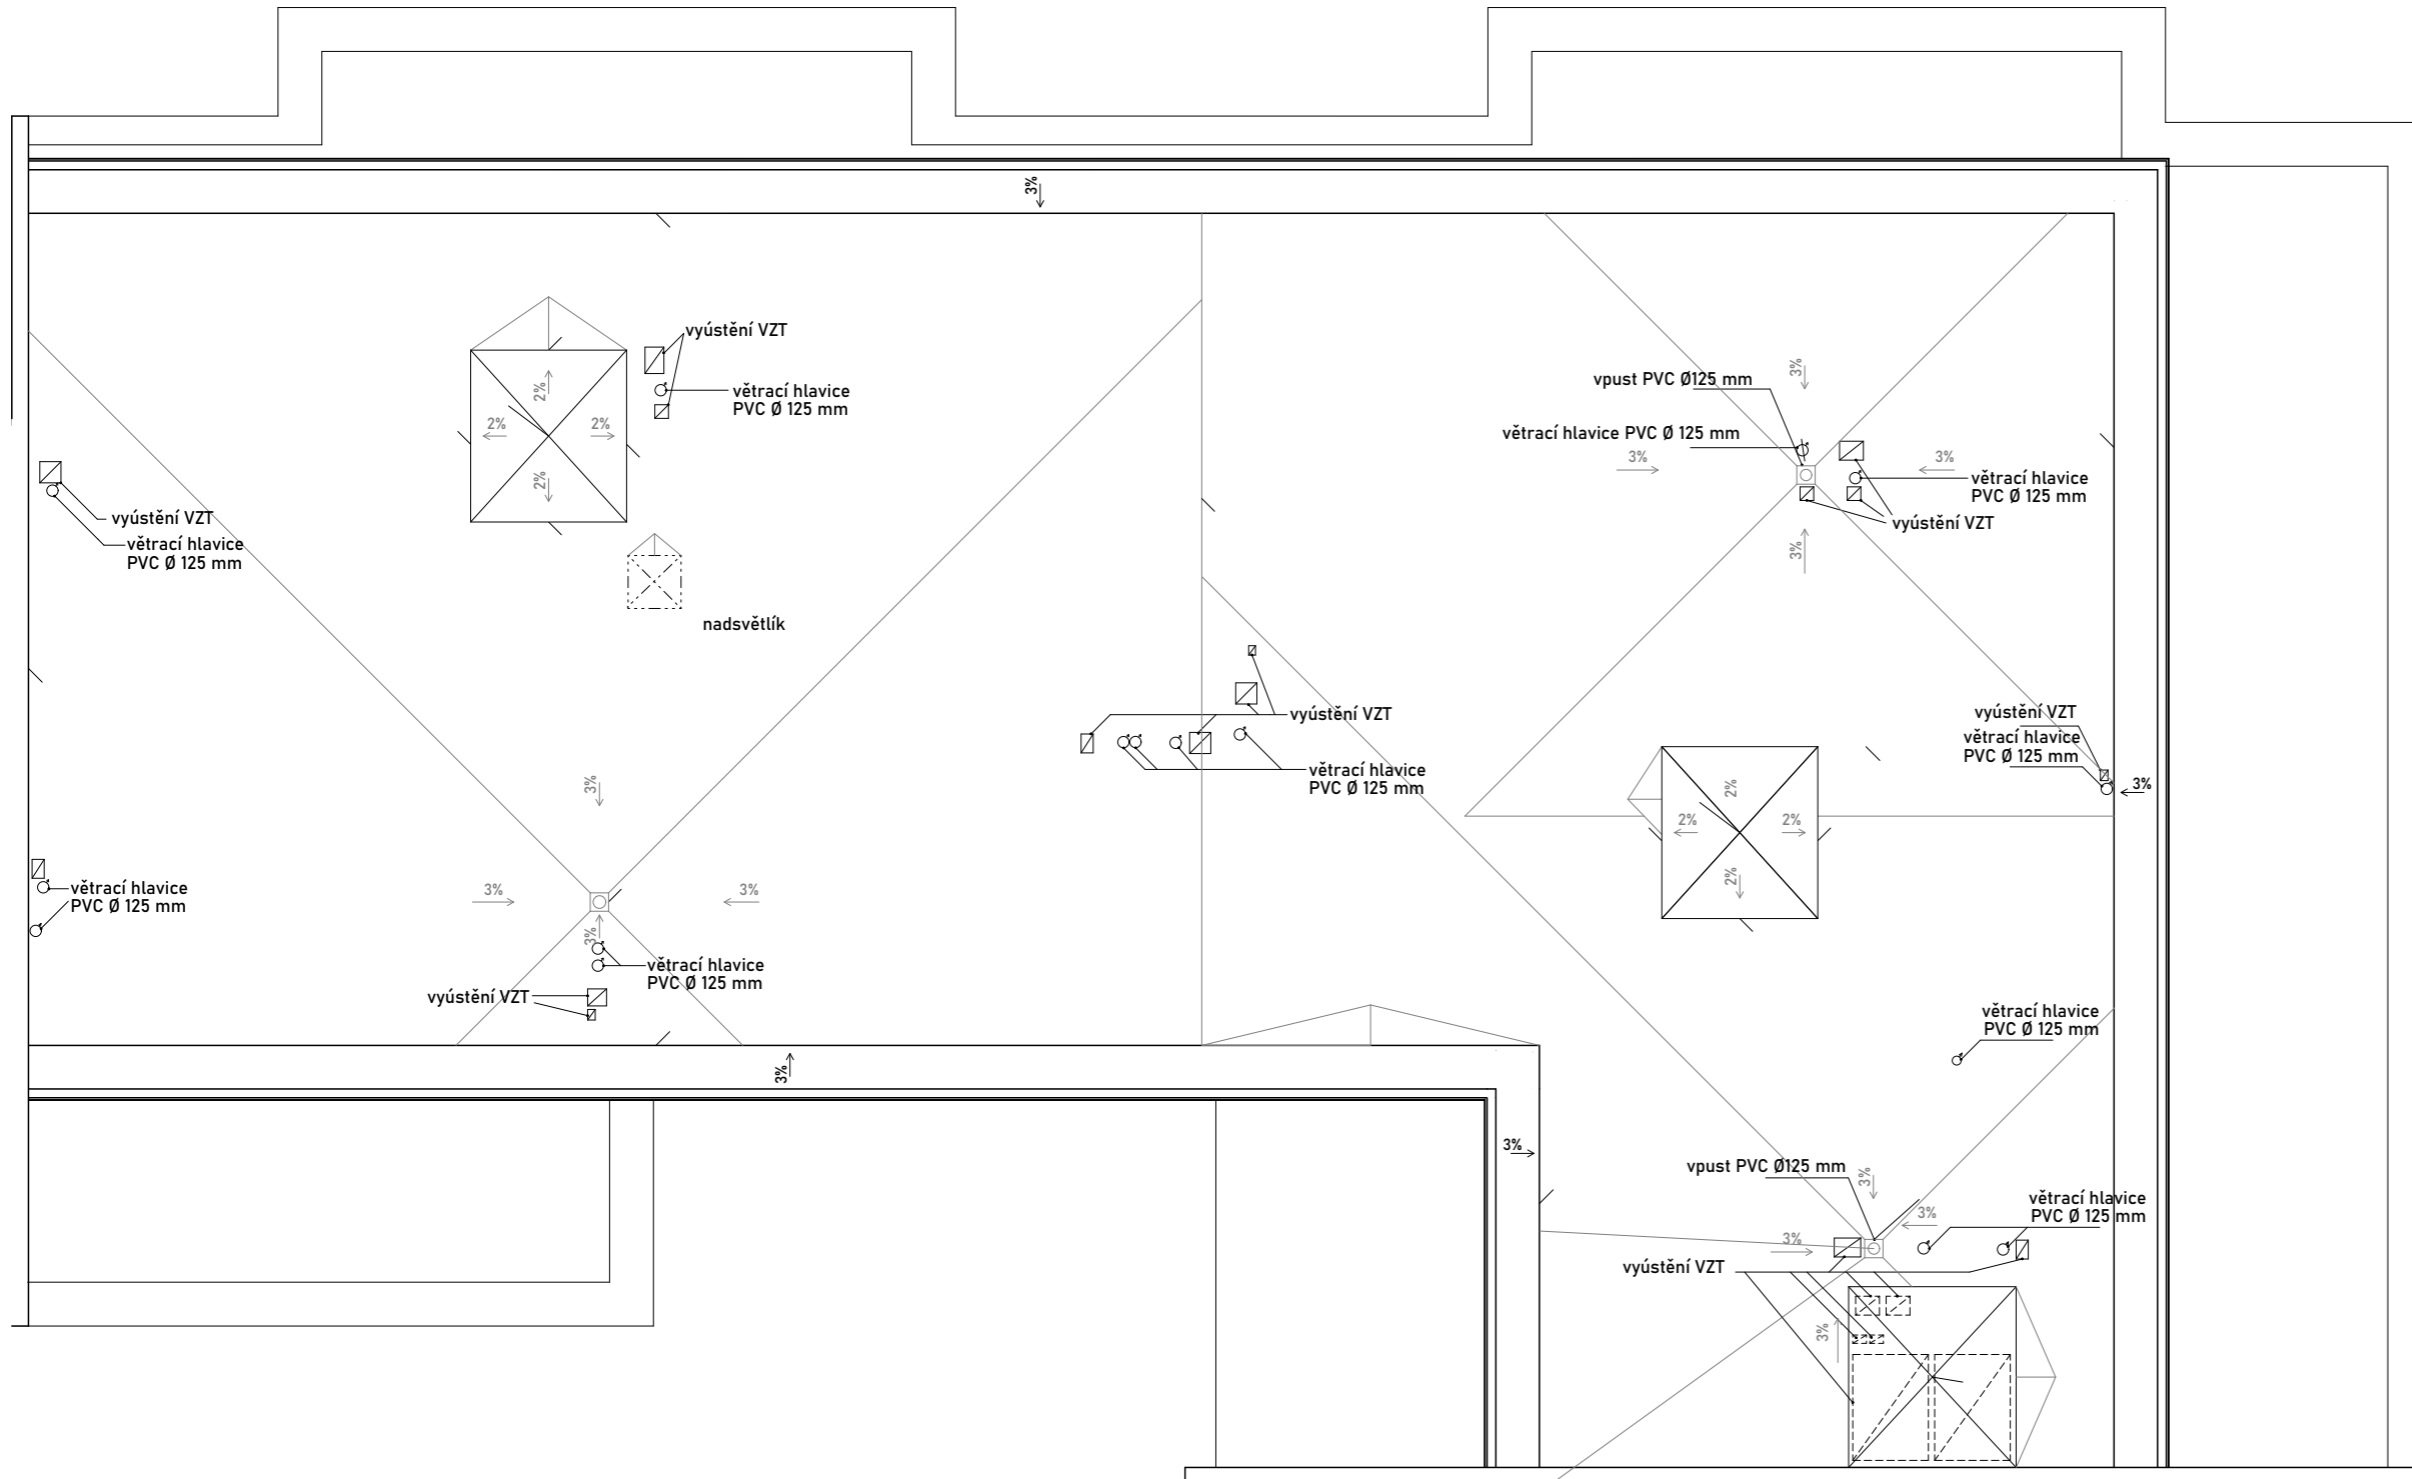 3%
vyústění VZT
větrací hlavice
PVC Ø 125 mm
2%
2%
2%
2%
vyústění VZT
větrací hlavice
PVC Ø 125 mm
nadsvětlík
vpust PVC Ø125 mm
větrací hlavice PVC Ø 125 mm
3%
3%
3%
3%
větrací hlavice
PVC Ø 125 mm
vyústění VZT
vyústění VZT
větrací hlavice
PVC Ø 125 mm
vyústění VZT
větrací hlavice
PVC Ø 125 mm
3%
2%
2%
2%
2%
3%
3%
3%
3%
větrací hlavice
PVC Ø 125 mm
větrací hlavice
PVC Ø 125 mm
vyústění VZT
3%
větrací hlavice
PVC Ø 125 mm
3%
vpust PVC Ø125 mm
3%
větrací hlavice
PVC Ø 125 mm
3%
3%
vyústění VZT
3%